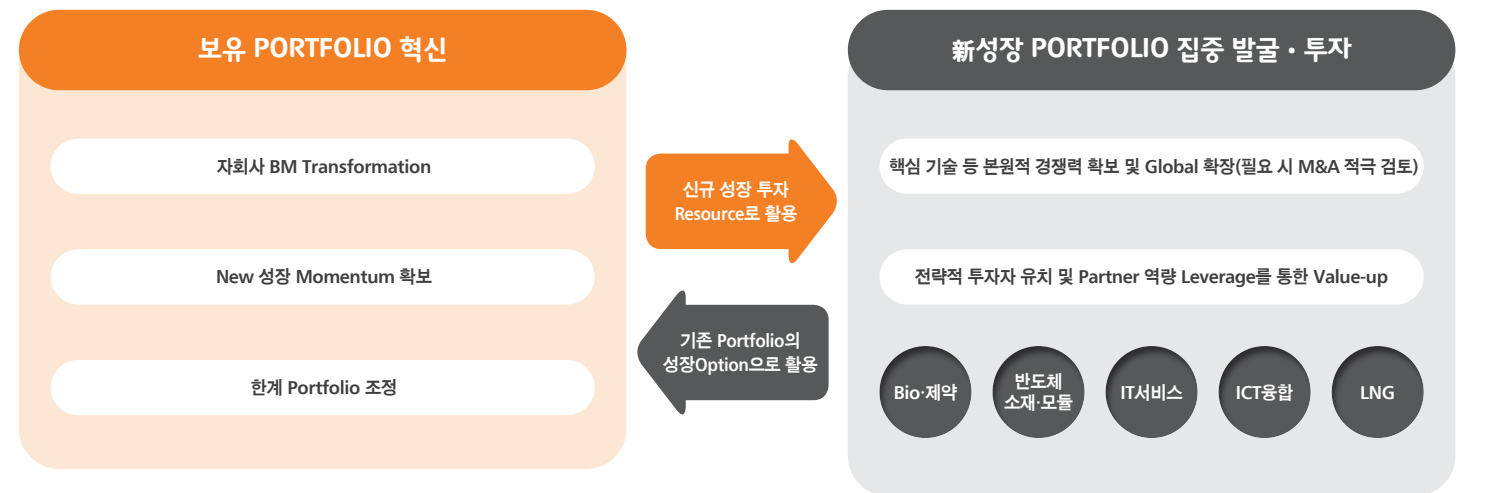 보유 PORTFOLIO 혁신
자회사 BM Transformation
New 성장 Momentum 확보
한계 Portfolio 조정
신규 성장 투자
Resource로 활용
기존 Portfolio의
성장Option으로 활용
新성장 PORTFOLIO 집중 발굴 · 투자
핵심 기술 등 본원적 경쟁력 확보 및 Global 확장(필요 시 M&A 적극 검토)
전략적 투자자 유치 및 Partner 역량 Leverage를 통한 Value-up
Bio·제약
반도체
소재·모듈
IT서비스
ICT융합
LNG